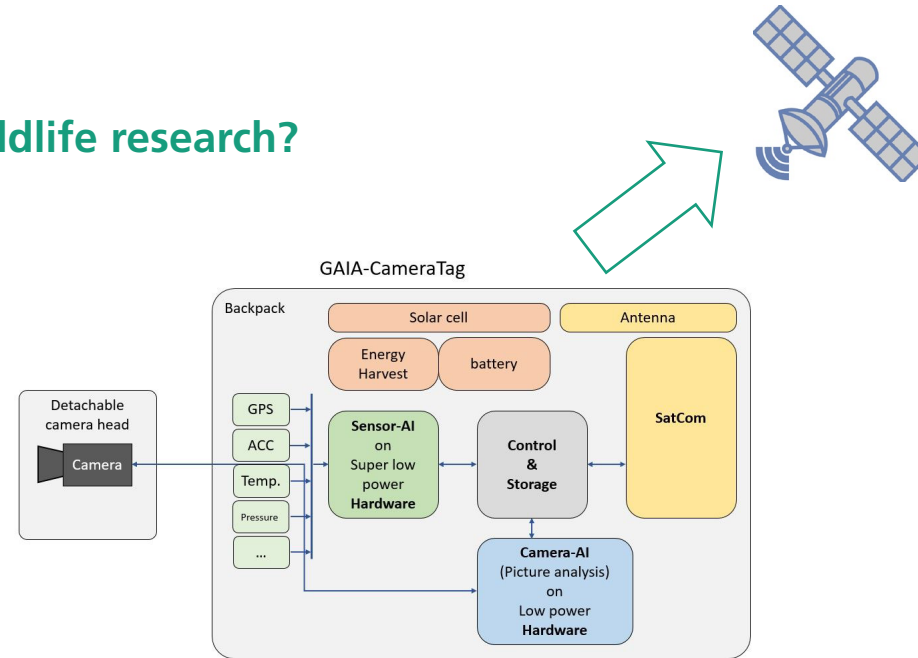 ldlife research?
GAIA-CameraTag
Backpack
Solar cell
Antenna
Energy
Harvest
battery
SatCom
Detachable
camera head
Camera
GPS
ACC
Temp.
Pressure
...
Sensor-AI
on
Super low
power
Hardware
Control
&
Storage
Camera-AI
(Picture analysis)
on
Low power
Hardware